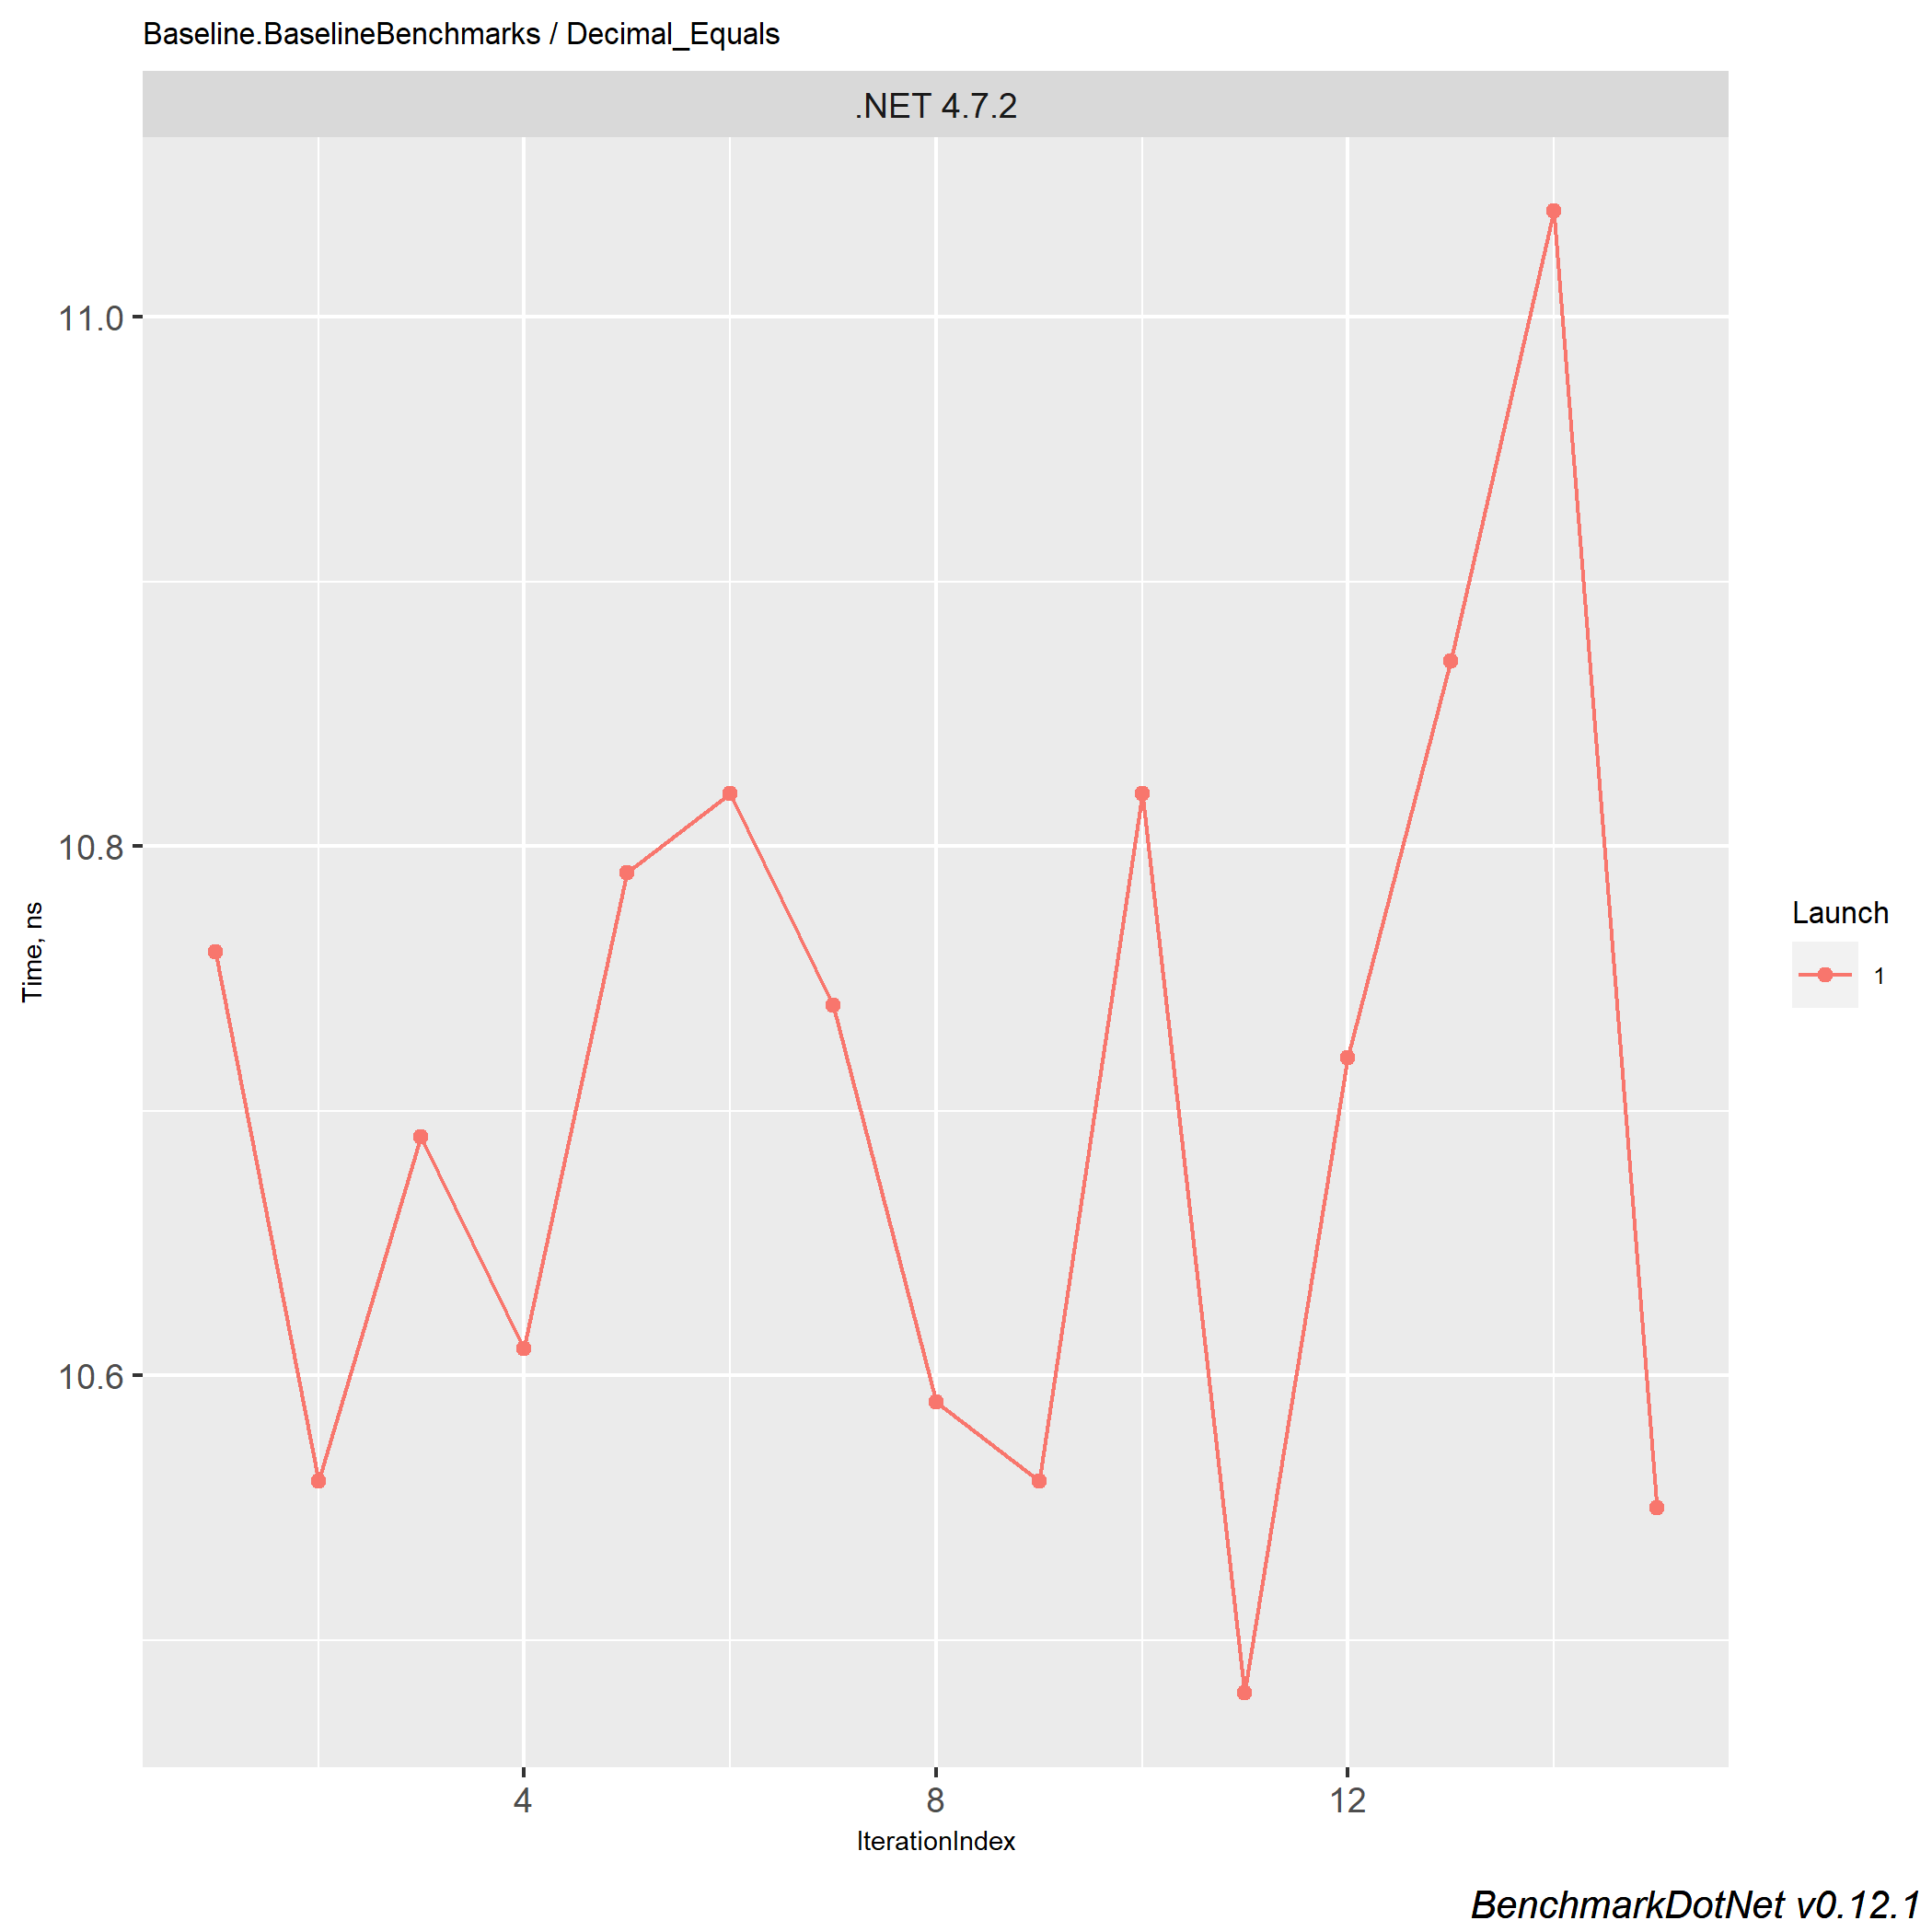 Baseline.BaselineBenchmarks / Decimal_Equals
.NET 4.7.2
11.0
10.8
10.6
Time, ns
4
8
12
IterationIndex
Launch
1
BenchmarkDotNet v0.12.1